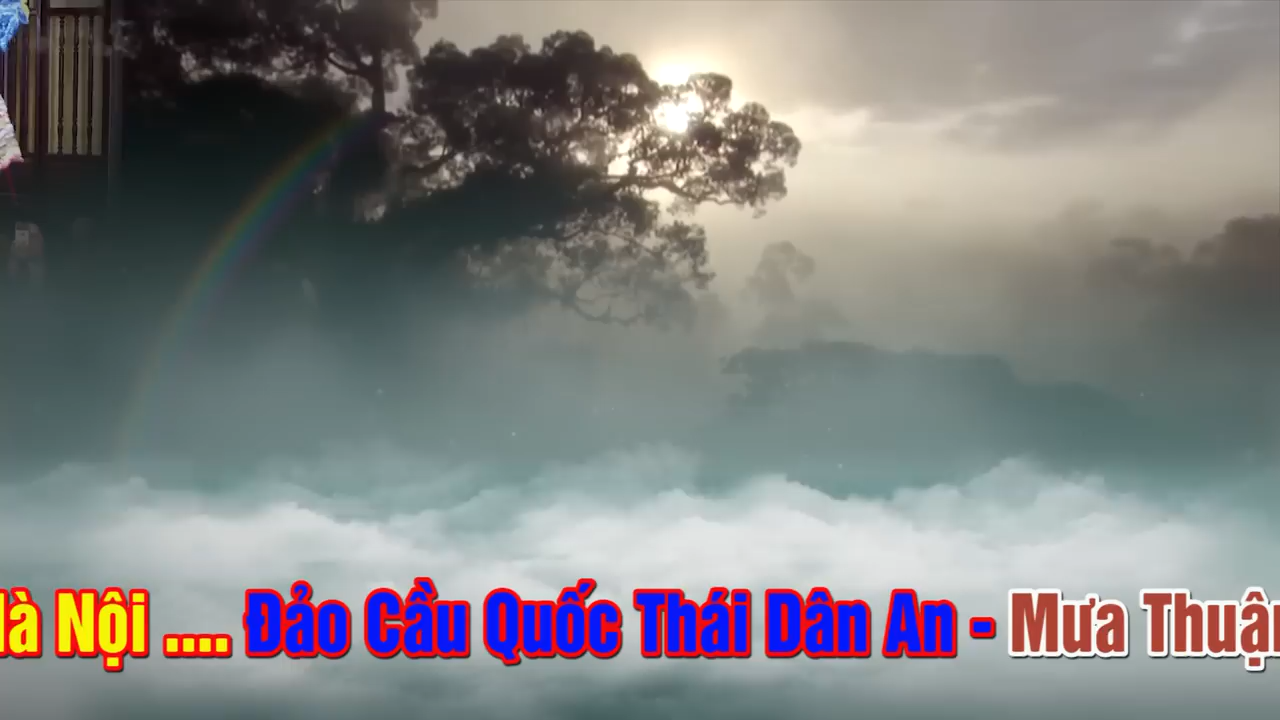 Nội .... Đảo Cầu Quốc Thái Dân An - Mưa